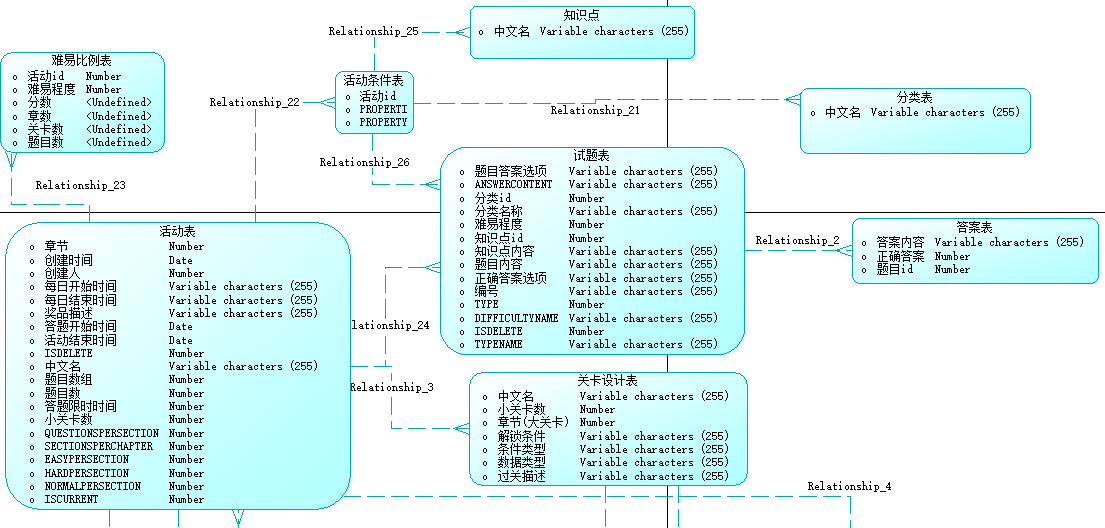 知识点
中文名 Variable characters (255)
Relationship_25
难易比例表
活动id Number
难易程度 Number
分数 <Undefined>
章数 <Undefined>
关卡数 <Undefined>
题目数 <Undefined>
活动条件表
活动id
PROPERTI
PROPERTY
Relationship_22
Relationship_21
分类表
中文名 Variable characters (255)
Relationship_26
Relationship_23
试题表
题目答案选项 Variable characters (255)
ANSWERCONTENT Variable characters (255)
分类id Number
分类名称 Variable characters (255)
难易程度 Number
知识点id Number
知识点内容 Variable characters (255)
题目内容 Variable characters (255)
正确答案选项 Variable characters (255)
编号 Variable characters (255)
TYPE Number
DIFFICULTYNAME Variable characters (255)
ISDELETE Number
TYPENAME Variable characters (255)
Relationship_2
答案表
答案内容 Variable characters (255)
正确答案 Number
题目id Number
活动表
章节 Number
创建时间 Date
创建人 Number
每日开始时间 Variable characters (255)
每日结束时间 Variable characters (255)
奖品描述 Variable characters (255)
答题开始时间 Date
活动结束时间 Date
ISDELETE Number
中文名 Variable characters (255)
题目数组 Number
题目数 Number
答题限时时间 Number
小关卡数 Number
QUESTIONSPERSECTION Number
SECTIONSPERCHAPTER Number
EASYPERSECTION Number
HARDPERSECTION Number
NORMALPERSECTION Number
ISCURRENT Number
elationship_24
Relationship_3
关卡设计表
中文名 Variable characters (255)
小关卡数 Number
章节(大关卡) Number
解锁条件 Variable characters (255)
条件类型 Variable characters (255)
数据类型 Variable characters (255)
过关描述 Variable characters (255)
Relationship_4